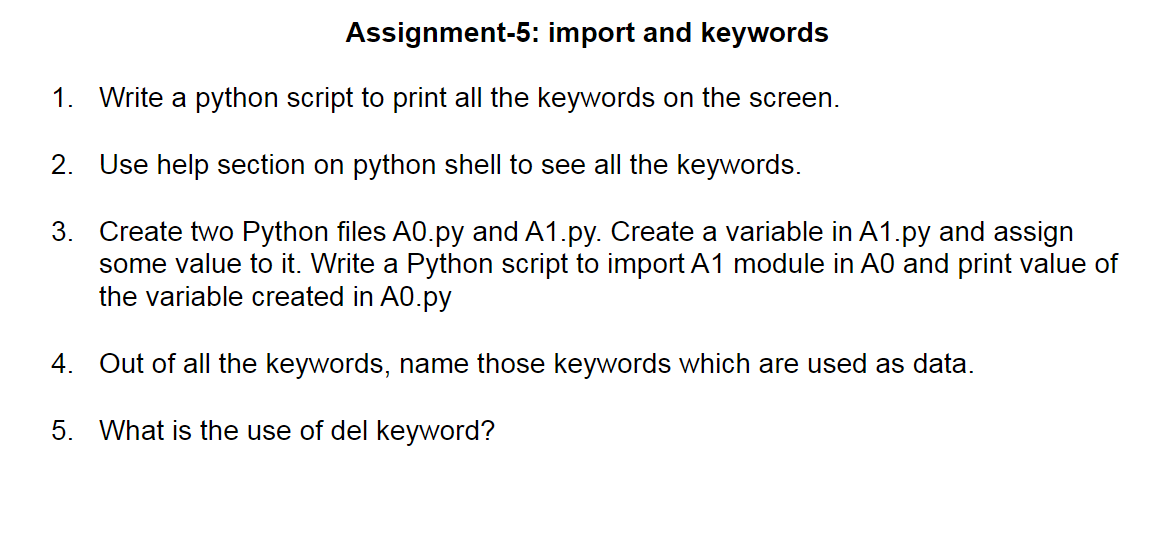 Assignment-5: import and keywords
1. Write a python script to print all the keywords on the screen.
2. Use help section on python shell to see all the keywords.
3. Create two Python files A0.py and A1.py. Create a variable in A1.py and assign
some value to it. Write a Python script to import A1 module in A0 and print value of
the variable created in A0.py
4. Out of all the keywords, name those keywords which are used as data.
5. What is the use of del keyword?